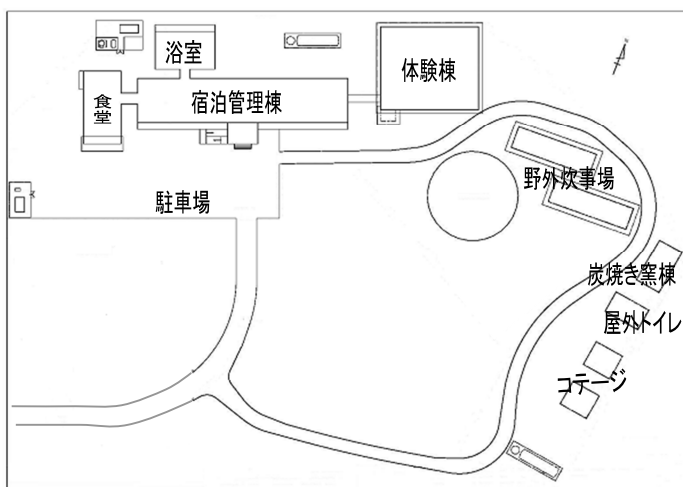 浴室
体験棟
食堂
宿泊管理棟
野外炊事場
駐車場
炭焼き窯棟
屋外トイレ
コテージ